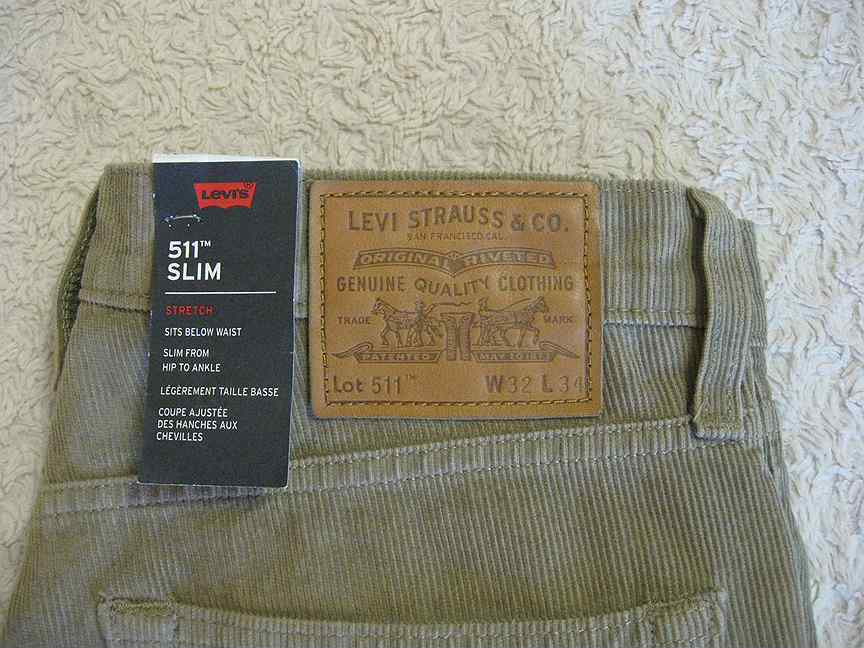 LEVI'S®
511™
SLIM
STRETCH
SITS BELOW WAIST
SLIM FROM
HIP TO ANKLE
LÉGÈREMENT TAILLE BASSE
COUPE AJUSTÉE
DES HANCHES AUX
CHEVILLES
LEVI STRAUSS & CO.
SAN FRANCISCO, CAL.
ORIGINAL RIVETED
GENUINE QUALITY CLOTHING
TRADE MARK
PATENTED MAY 20 1873
Lot 511™ W32 L34